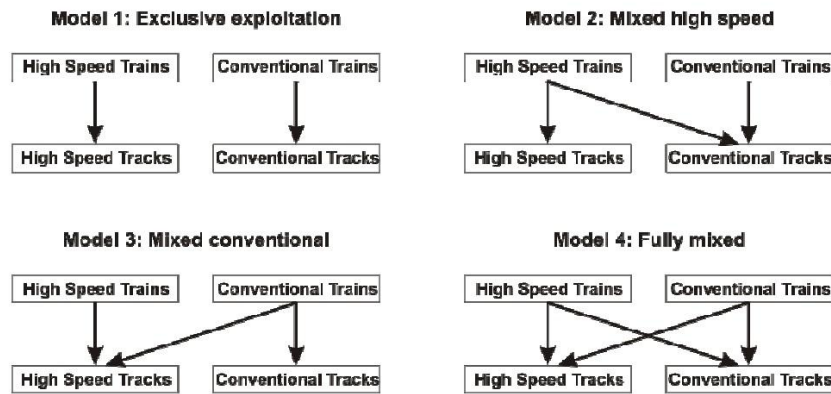 Model 1: Exclusive exploitation
High Speed Trains
Conventional Trains
High Speed Tracks
Conventional Tracks
Model 2: Mixed high speed
High Speed Trains
Conventional Trains
High Speed Tracks
Conventional Tracks
Model 3: Mixed conventional
High Speed Trains
Conventional Trains
High Speed Tracks
Conventional Tracks
Model 4: Fully mixed
High Speed Trains
Conventional Trains
High Speed Tracks
Conventional Tracks